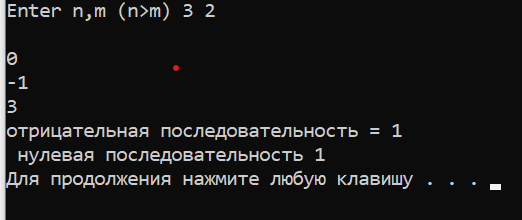 Enter n,m (n>m) 3 2
0
-1
3
отрицательная последовательность = 1
нулевая последовательность 1
Для продолжения нажмите любую клавишу . . .